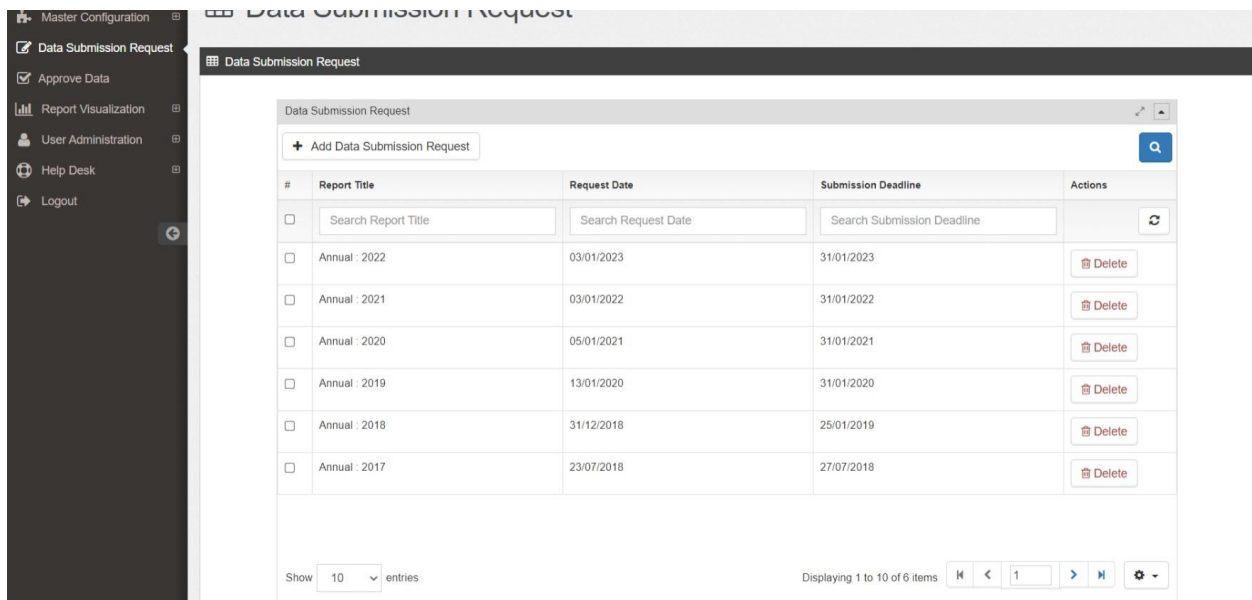 Master Configuration
Data Submission Request
Approve Data
Report Visualization
User Administration
Help Desk
Logout
Data Submission Request
Data Submission Request
Data Submission Request
Add Data Submission Request
# Report Title Request Date Submission Deadline Actions
Search Report Title Search Request Date Search Submission Deadline
Annual : 2022 03/01/2023 31/01/2023 Delete
Annual : 2021 03/01/2022 31/01/2022 Delete
Annual : 2020 05/01/2021 31/01/2021 Delete
Annual : 2019 13/01/2020 31/01/2020 Delete
Annual : 2018 31/12/2018 25/01/2019 Delete
Annual : 2017 23/07/2018 27/07/2018 Delete
Show 10 entries Displaying 1 to 10 of 6 items 1